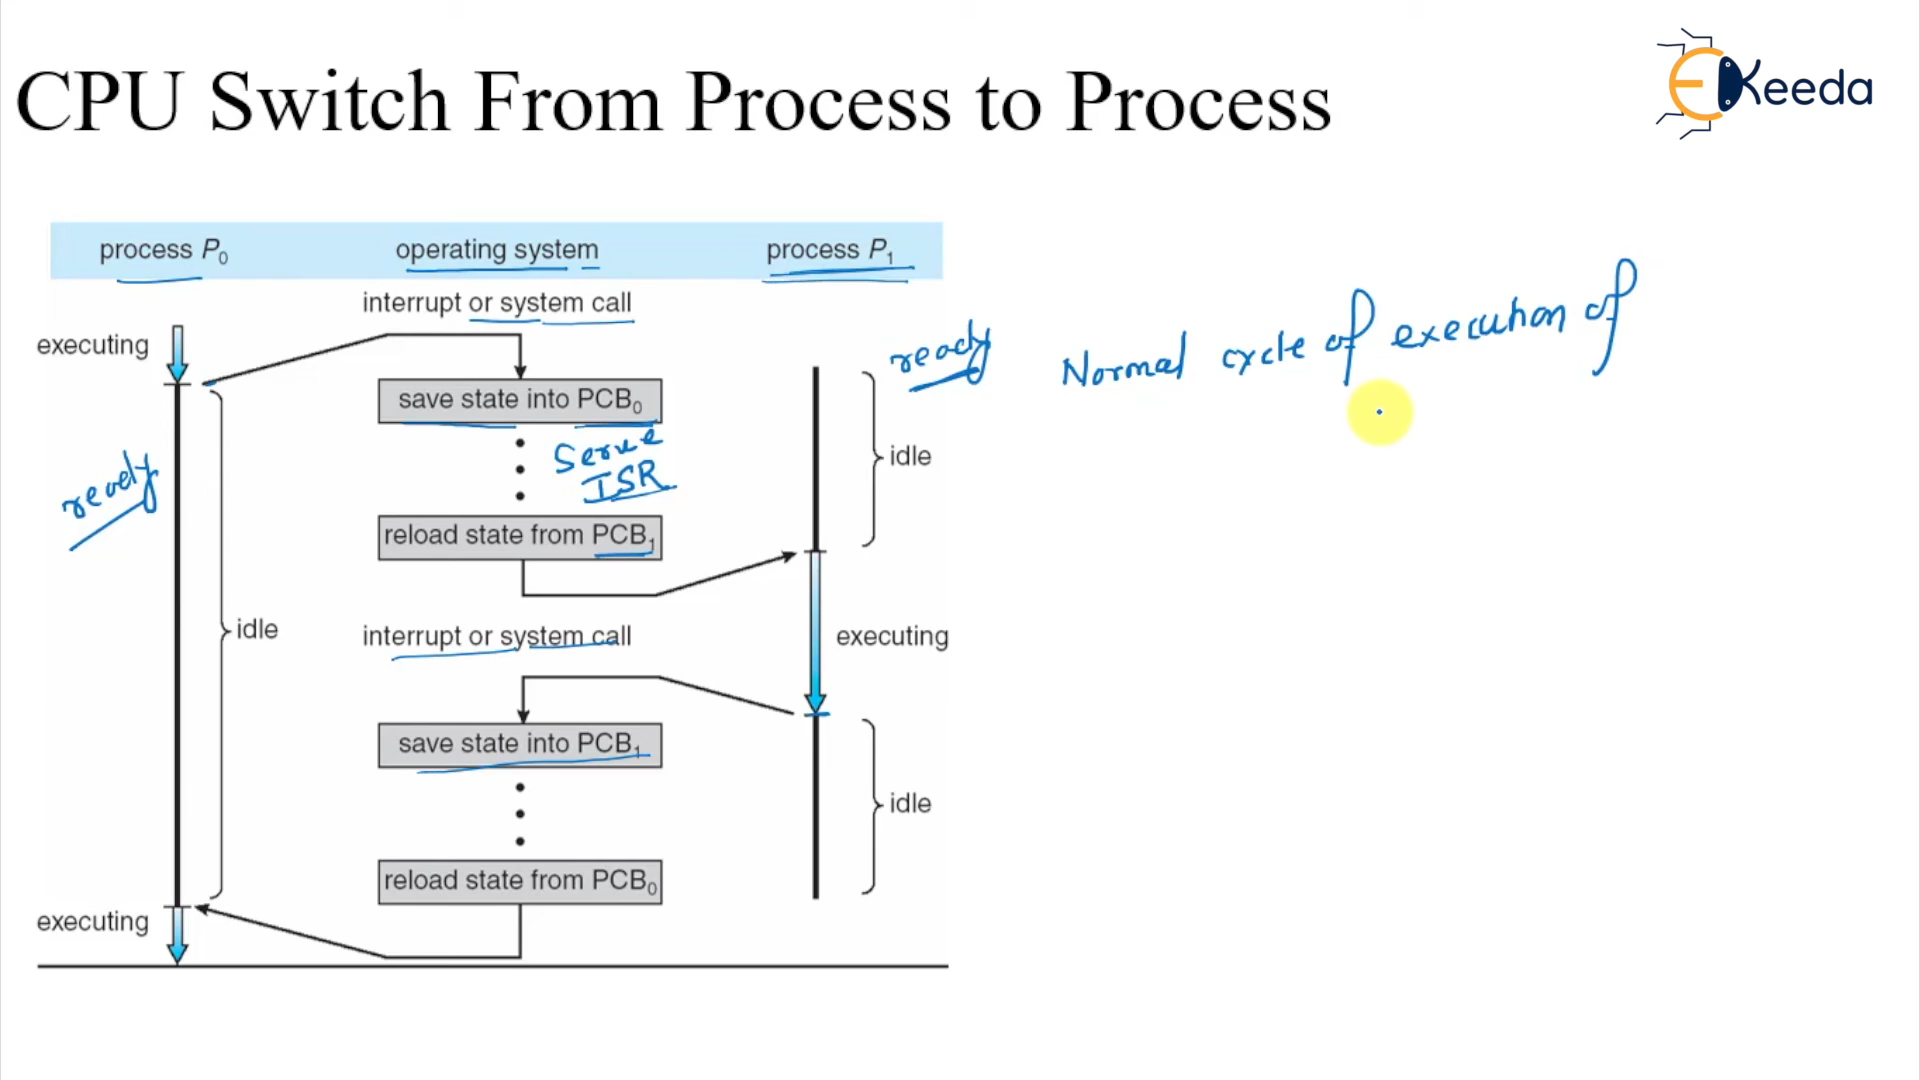 CPU Switch From Process to Process
EKeeda
process P0 operating system process P1
interrupt or system call
executing
ready
Normal cycle of execution of
save state into PCB0
Serve
ISR
idle
ready
reload state from PCB1
idle
interrupt or system call
executing
save state into PCB1
idle
reload state from PCB0
executing